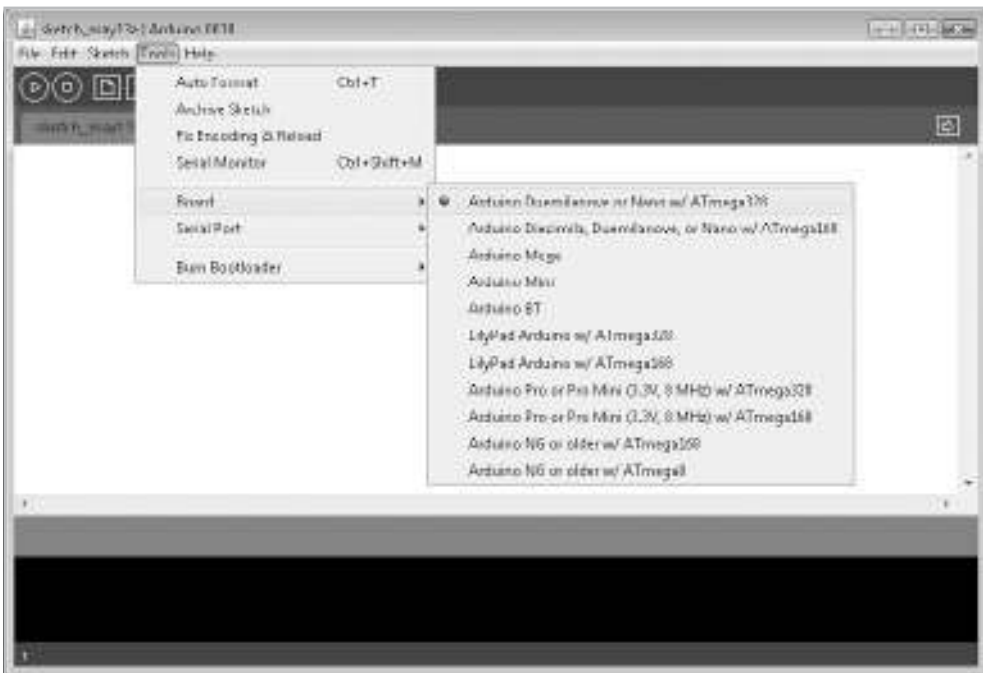 Arduino 0018
File Edit Sketch Tools Help
Auto Format Ctrl+T
Archive Sketch
Fix Encoding & Reload
Serial Monitor Ctrl+Shift+M
Board
Serial Port
Burn Bootloader
Arduino Duemilanove or Nano w/ ATmega328
Arduino Diecimila, Duemilanove, or Nano w/ ATmega168
Arduino Mega
Arduino Mini
Arduino BT
LilyPad Arduino w/ ATmega328
LilyPad Arduino w/ ATmega168
Arduino Pro or Pro Mini (3.3V, 8 MHz) w/ ATmega328
Arduino Pro or Pro Mini (3.3V, 8 MHz) w/ ATmega168
Arduino NG or older w/ ATmega168
Arduino NG or older w/ ATmega8
1